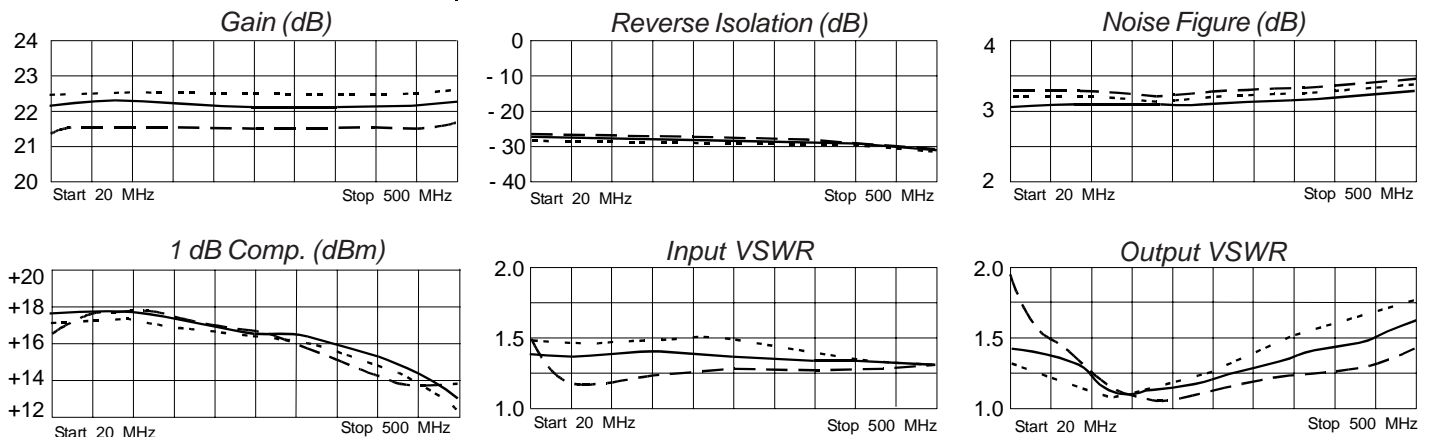 Gain (dB)
24
23
22
21
20
Start 20 MHz
Stop 500 MHz
Reverse Isolation (dB)
0
- 10
- 20
- 30
- 40
Start 20 MHz
Stop 500 MHz
Noise Figure (dB)
4
3
2
Start 20 MHz
Stop 500 MHz
1 dB Comp. (dBm)
+20
+18
+16
+14
+12
Start 20 MHz
Stop 500 MHz
Input VSWR
2.0
1.5
1.0
Start 20 MHz
Stop 500 MHz
Output VSWR
2.0
1.5
1.0
Start 20 MHz
Stop 500 MHz